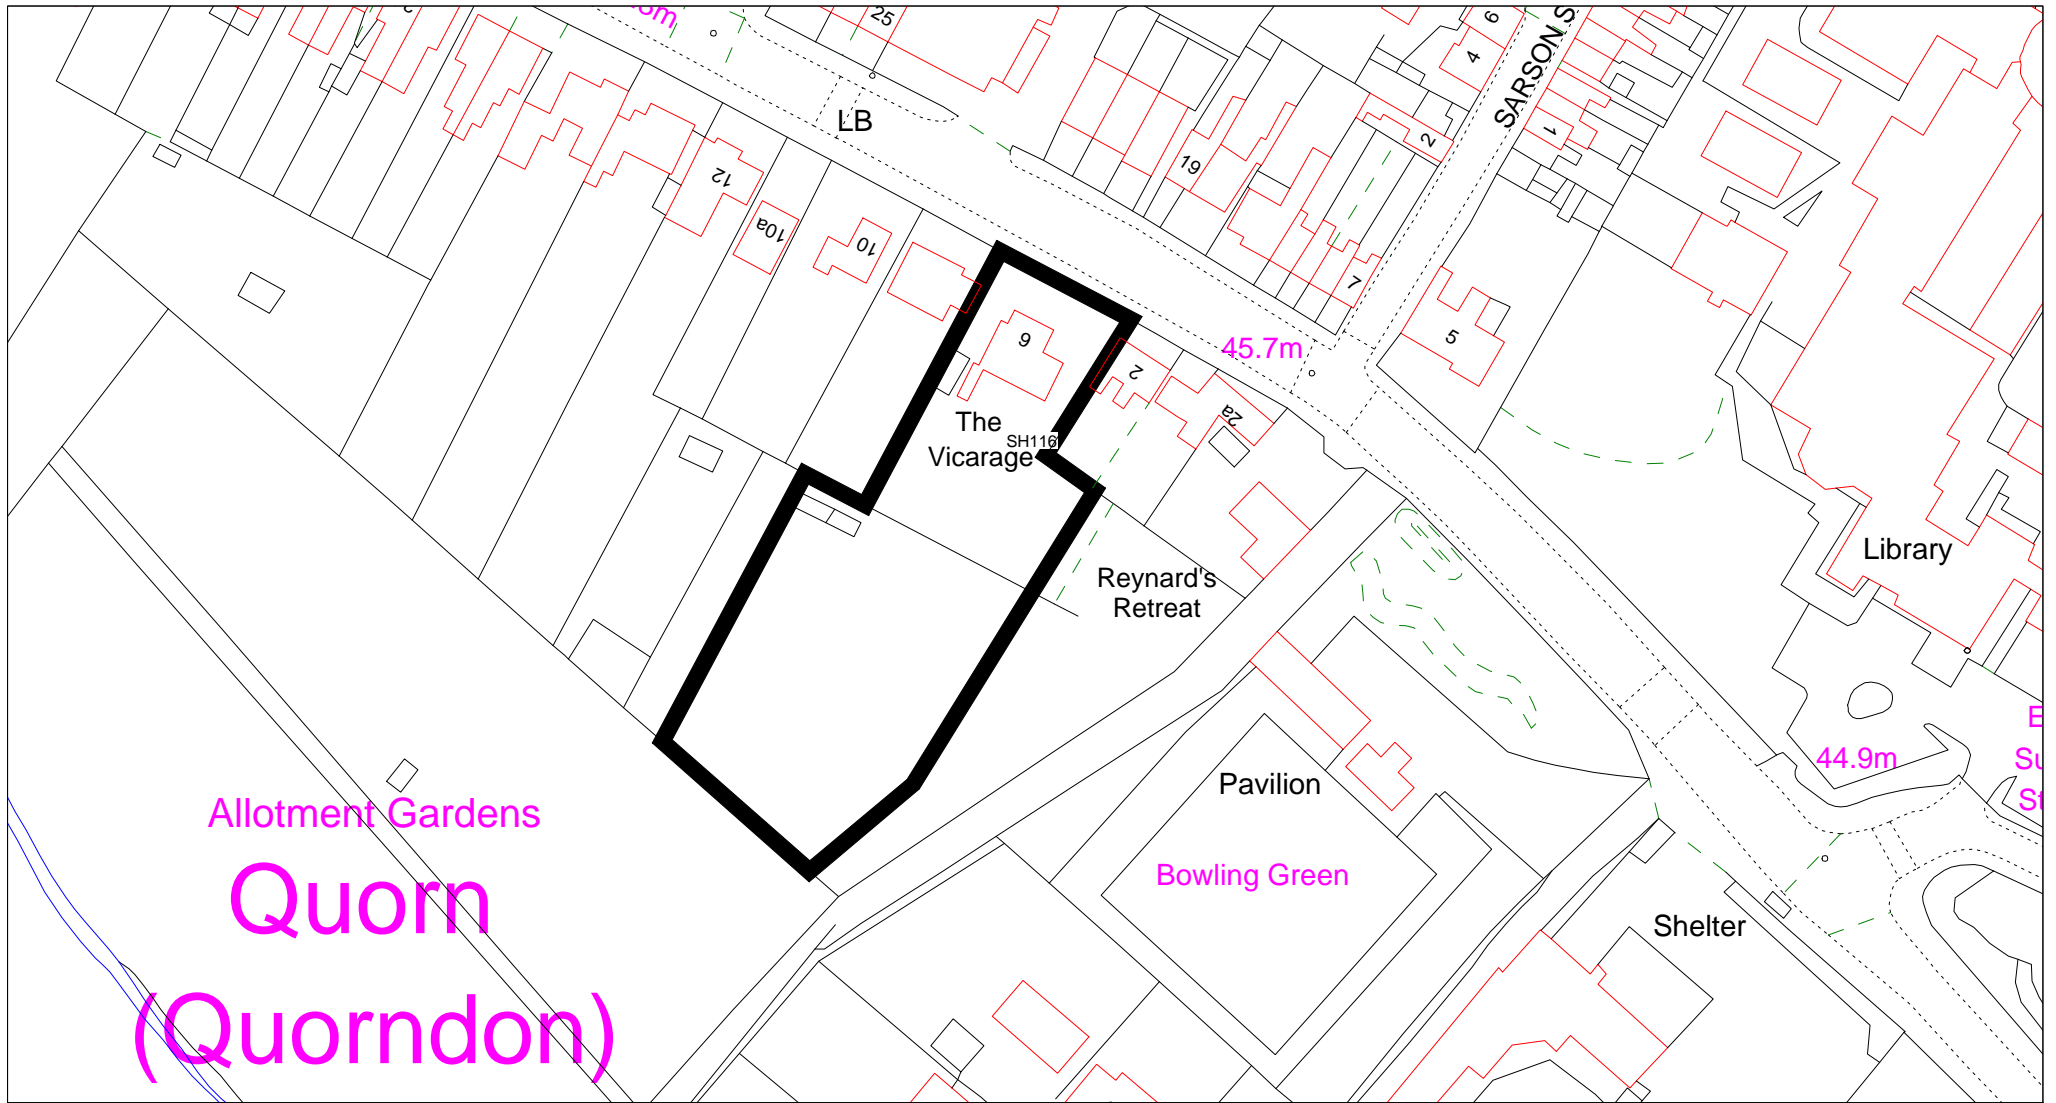 25
6
4
SARSON S
LB
1
2
19
12
10a
10
7
5
9
45.7m
2
2a
The
Vicarage
SH116
Library
Reynard's
Retreat
44.9m
Pavilion
Allotment Gardens
Bowling Green
Quorn
Shelter
(Quorndon)